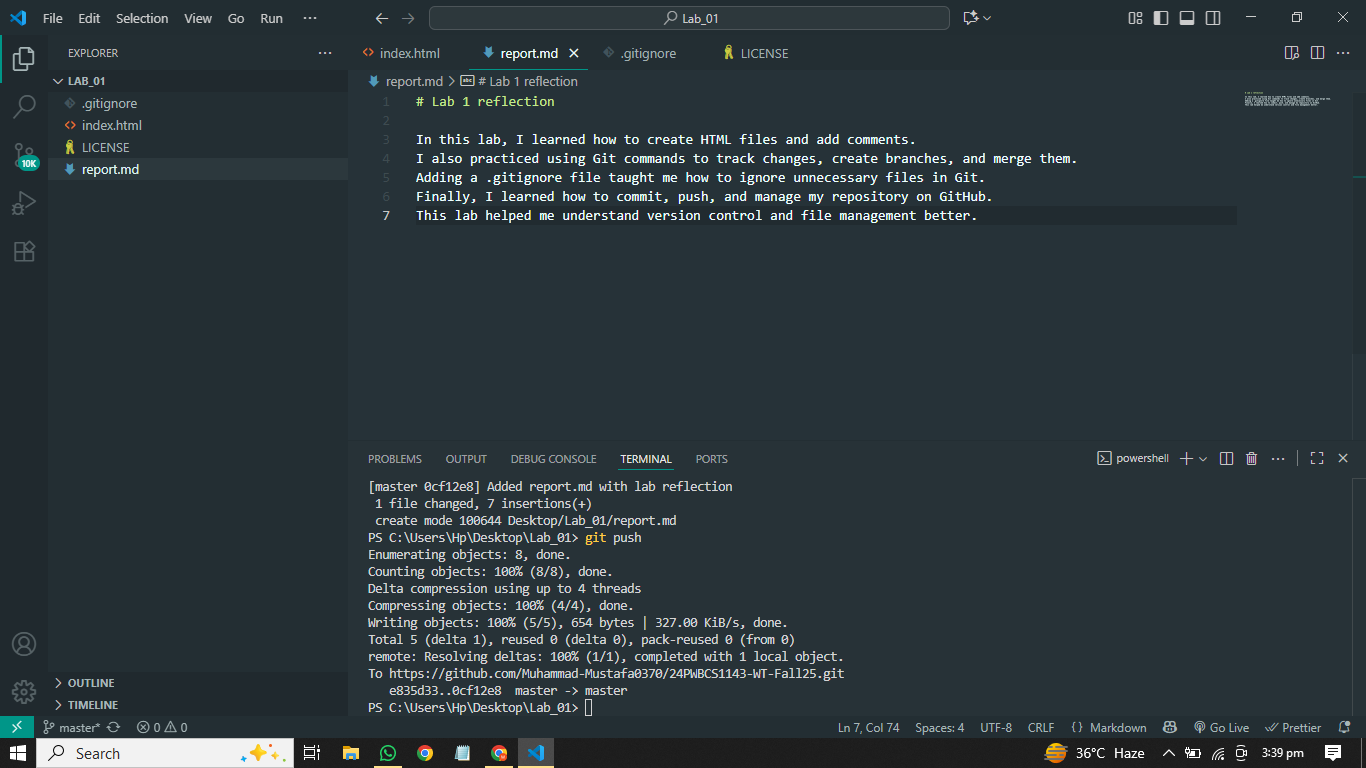 File Edit Selection View Go Run ···
Lab_01
EXPLORER
LAB_01
.gitignore
index.html
LICENSE
report.md
10K
OUTLINE
TIMELINE
index.html
report.md
.gitignore
LICENSE
report.md > # Lab 1 reflection
1 # Lab 1 reflection
2
3 In this lab, I learned how to create HTML files and add comments.
4 I also practiced using Git commands to track changes, create branches, and merge them.
5 Adding a .gitignore file taught me how to ignore unnecessary files in Git.
6 Finally, I learned how to commit, push, and manage my repository on GitHub.
7 This lab helped me understand version control and file management better.
PROBLEMS OUTPUT DEBUG CONSOLE TERMINAL PORTS
powershell
[master 0cf12e8] Added report.md with lab reflection
1 file changed, 7 insertions(+)
create mode 100644 Desktop/Lab_01/report.md
PS C:\Users\Hp\Desktop\Lab_01> git push
Enumerating objects: 8, done.
Counting objects: 100% (8/8), done.
Delta compression using up to 4 threads
Compressing objects: 100% (4/4), done.
Writing objects: 100% (5/5), 654 bytes | 327.00 KiB/s, done.
Total 5 (delta 1), reused 0 (delta 0), pack-reused 0 (from 0)
remote: Resolving deltas: 100% (1/1), completed with 1 local object.
To https://github.com/Muhammad-Mustafa0370/24PWBCS1143-WT-Fall25.git
e835d33..0cf12e8 master -> master
PS C:\Users\Hp\Desktop\Lab_01>
master* 0 0 Ln 7, Col 74 Spaces: 4 UTF-8 CRLF {} Markdown Go Live Prettier
Search 36°C Haze 3:39 pm